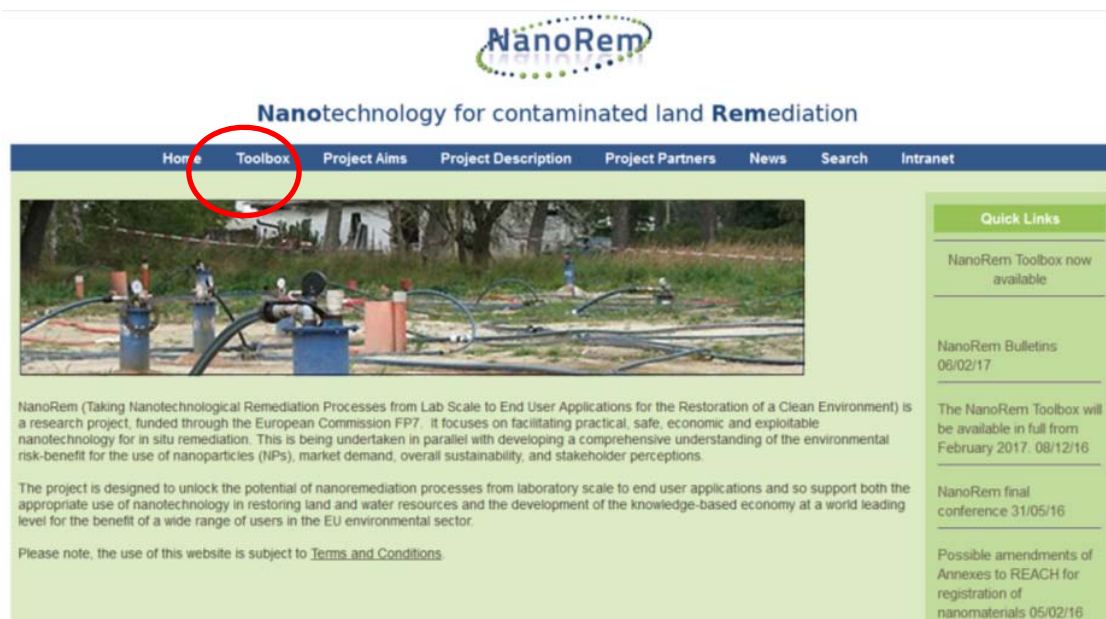 NanoRem
Nanotechnology for contaminated land Remediation
Home Toolbox Project Aims Project Description Project Partners News Search Intranet
NanoRem (Taking Nanotechnological Remediation Processes from Lab Scale to End User Applications for the Restoration of a Clean Environment) is
a research project, funded through the European Commission FP7. It focuses on facilitating practical, safe, economic and exploitable
nanotechnology for in situ remediation. This is being undertaken in parallel with developing a comprehensive understanding of the environmental
risk-benefit for the use of nanoparticles (NPs), market demand, overall sustainability, and stakeholder perceptions.
The project is designed to unlock the potential of nanoremediation processes from laboratory scale to end user applications and so support both the
appropriate use of nanotechnology in restoring land and water resources and the development of the knowledge-based economy at a world leading
level for the benefit of a wide range of users in the EU environmental sector.
Please note, the use of this website is subject to Terms and Conditions.
Quick Links
NanoRem Toolbox now
available
NanoRem Bulletins
06/02/17
The NanoRem Toolbox will
be available in full from
February 2017. 08/12/16
NanoRem final
conference 31/05/16
Possible amendments of
Annexes to REACH for
registration of
nanomaterials 05/02/16